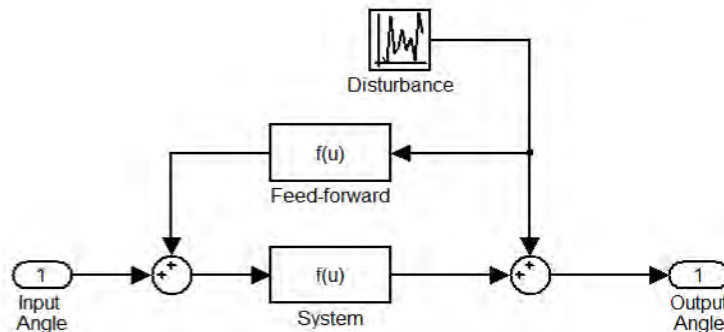 Disturbance
f(u)
Feed-forward
1
Input
Angle
+
+
f(u)
System
+
+
1
Output
Angle